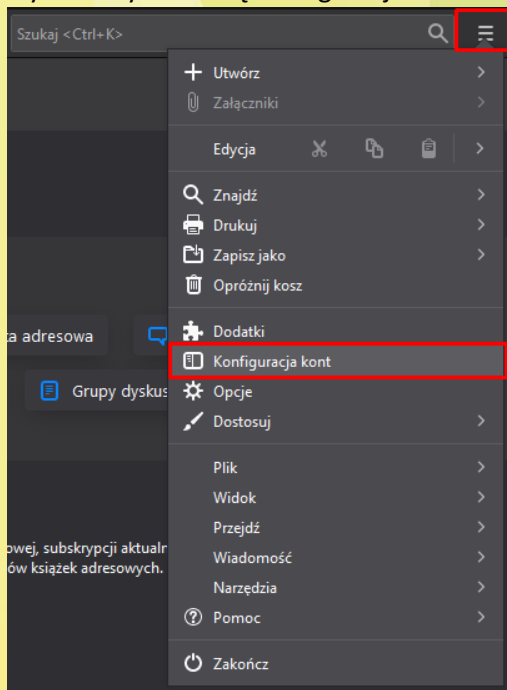 Szukaj <Ctrl+K>
Utwórz
Załączniki
Edycja
Znajdź
Drukuj
Zapisz jako
Opróżnij kosz
ka adresowa
Dodatki
Konfiguracja kont
Grupy dyskus
Opcje
Dostosuj
Plik
Widok
Przejdź
owej, subskrypcji aktualn
ów książek adresowych.
Wiadomość
Narzędzia
Pomoc
Zakończ